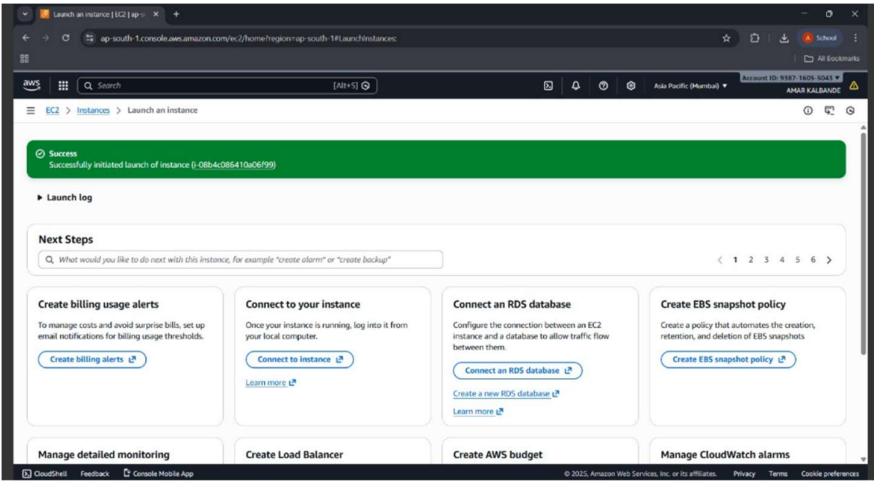 Launch an instance | EC2 | ap-s
ap-south-1.console.aws.amazon.com/ec2/home?region=ap-south-1#LaunchInstances:
School
All Bookmarks
aws
Search
[Alt+S]
Asia Pacific (Mumbai)
Account ID: 9387-1605-5043
AMAR KALBANDE
EC2 > Instances > Launch an instance
Success
Successfully initiated launch of instance (i-08b4c086410a06f99)
Launch log
Next Steps
What would you like to do next with this instance, for example "create alarm" or "create backup"
1 2 3 4 5 6
Create billing usage alerts
To manage costs and avoid surprise bills, set up
email notifications for billing usage thresholds.
Create billing alerts
Connect to your instance
Once your instance is running, log into it from
your local computer.
Connect to instance
Learn more
Connect an RDS database
Configure the connection between an EC2
instance and a database to allow traffic flow
between them.
Connect an RDS database
Create a new RDS database
Learn more
Create EBS snapshot policy
Create a policy that automates the creation,
retention, and deletion of EBS snapshots
Create EBS snapshot policy
Manage detailed monitoring
Create Load Balancer
Create AWS budget
Manage CloudWatch alarms
CloudShell Feedback Console Mobile App
© 2025, Amazon Web Services, Inc. or its affiliates. Privacy Terms Cookie preferences